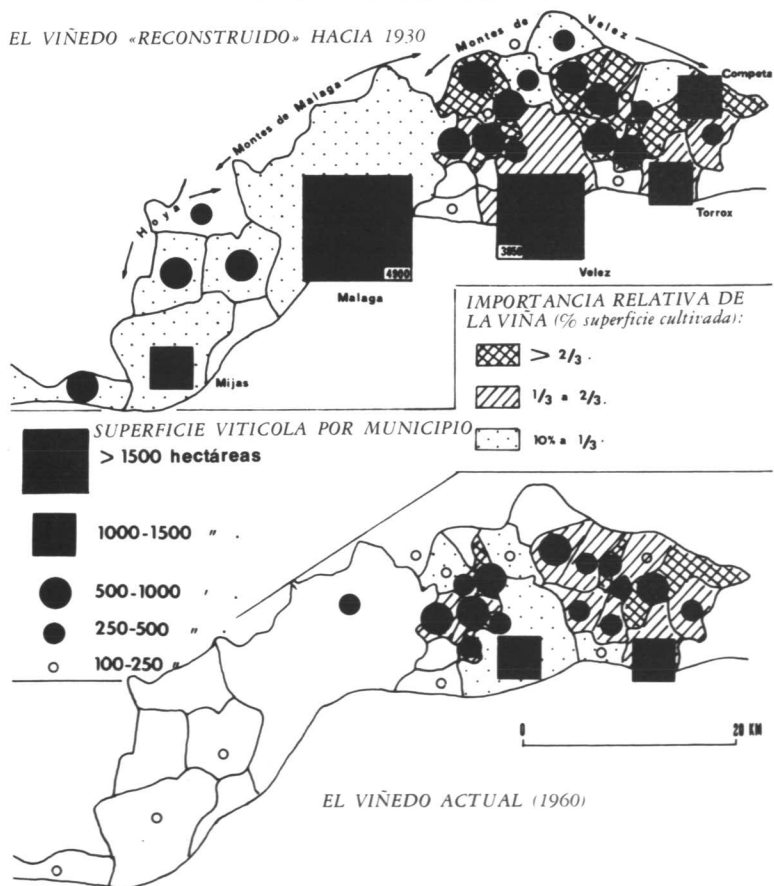 EL VIÑEDO «RECONSTRUIDO» HACIA 1930
Montes de Velez
Competa
Montes de Malaga
Hoya
Torrox
4900
3850
Malaga
Velez
Mijas
IMPORTANCIA RELATIVA DE
LA VIÑA (% superficie cultivada):
> 2/3.
1/3 a 2/3.
10% a 1/3.
SUPERFICIE VITICOLA POR MUNICIPIO
> 1500 hectáreas
1000-1500 " .
500-1000 " .
250-500 " .
100-250 "
0 20 KM
EL VIÑEDO ACTUAL (1960)